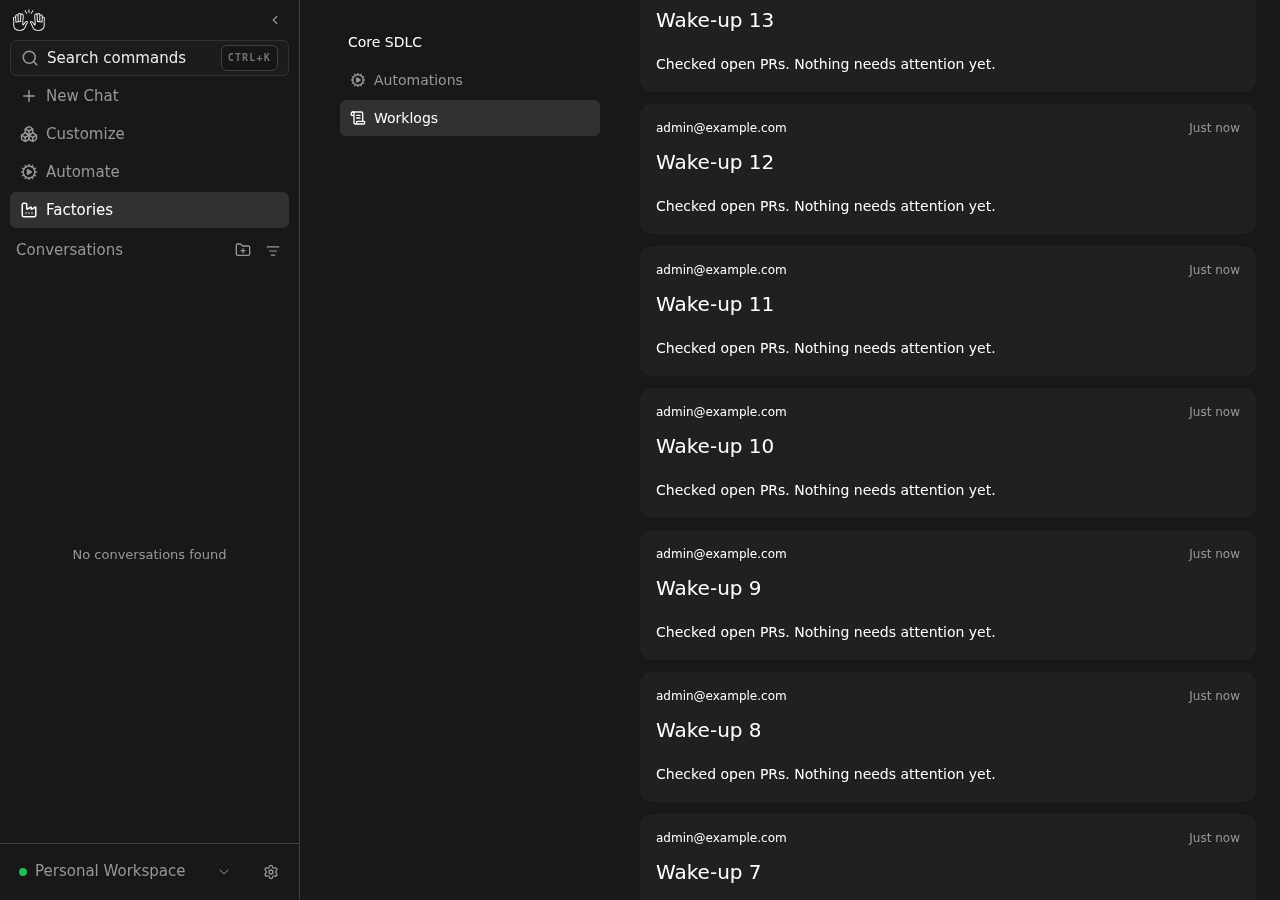 Search commands CTRL+K
New Chat
Customize
Automate
Factories
Conversations
No conversations found
Personal Workspace
Core SDLC
Automations
Worklogs
Wake-up 13
Checked open PRs. Nothing needs attention yet.
admin@example.com Just now
Wake-up 12
Checked open PRs. Nothing needs attention yet.
admin@example.com Just now
Wake-up 11
Checked open PRs. Nothing needs attention yet.
admin@example.com Just now
Wake-up 10
Checked open PRs. Nothing needs attention yet.
admin@example.com Just now
Wake-up 9
Checked open PRs. Nothing needs attention yet.
admin@example.com Just now
Wake-up 8
Checked open PRs. Nothing needs attention yet.
admin@example.com Just now
Wake-up 7